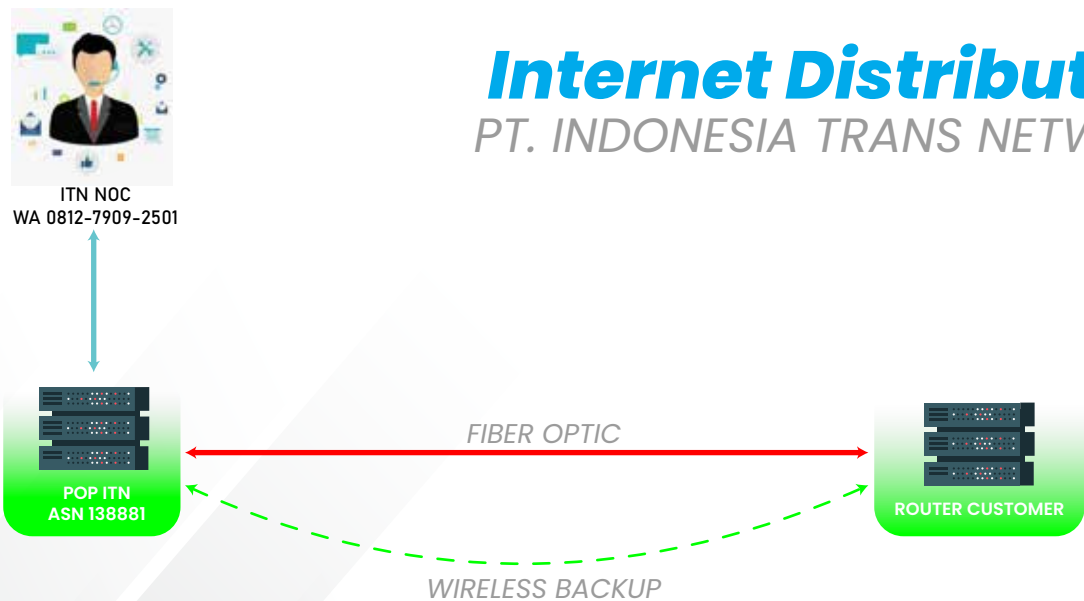 Internet Distribut
PT. INDONESIA TRANS NETW
ITN NOC
WA 0812-7909-2501
FIBER OPTIC
POP ITN
ASN 138881
ROUTER CUSTOMER
WIRELESS BACKUP